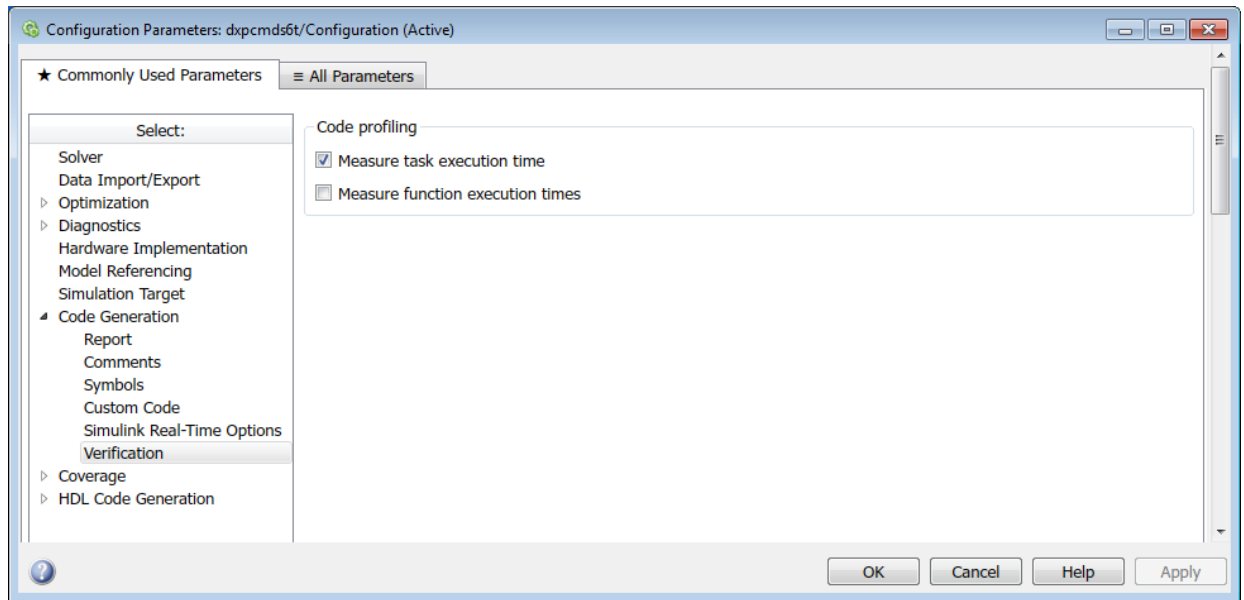 Configuration Parameters: dxpcmds6t/Configuration (Active)
★ Commonly Used Parameters
≡ All Parameters
Select:
Solver
Data Import/Export
Optimization
Diagnostics
Hardware Implementation
Model Referencing
Simulation Target
Code Generation
Report
Comments
Symbols
Custom Code
Simulink Real-Time Options
Verification
Coverage
HDL Code Generation
Code profiling
Measure task execution time
Measure function execution times
OK
Cancel
Help
Apply